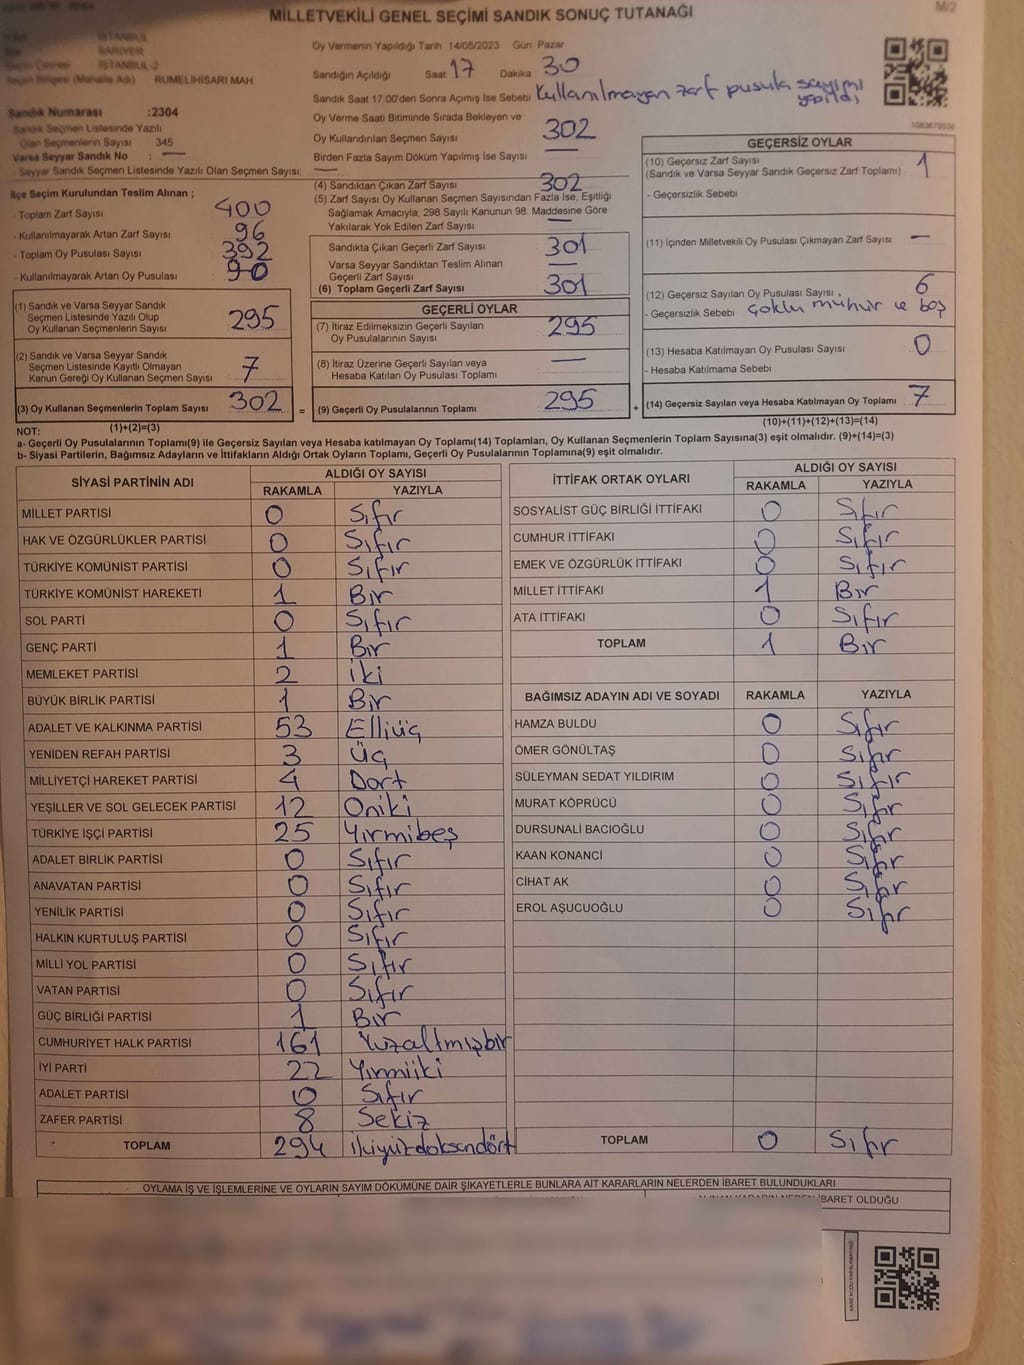 MİLLETVEKİLİ GENEL SEÇİMİ SANDIK SONUÇ TUTANAĞI
M/2
İSTANBUL
SARIYER
İSTANBUL-2
RUMELİHİSARI MAH.
Oy Vermenin Yapıldığı Tarih 14/05/2023 Gün Pazar
Sandığın Açıldığı Saat 17 Dakika 30
Sandık Saat 17:00'den Sonra Açımış İse Sebebi Kullanılmayan zarf pusula sayımı yapıldı
Sandık Numarası :2304
Sandık Seçmen Listesinde Yazılı
Olan Seçmenlerin Sayısı 345
Varsa Seyyar Sandık No : —
Seyyar Sandık Seçmen Listesinde Yazılı Olan Seçmen Sayısı: —
Oy Verme Saati Bitiminde Sırada Bekleyen ve
Oy Kullandırılan Seçmen Sayısı 302
Birden Fazla Sayım Döküm Yapılmış İse Sayısı —
İlçe Seçim Kurulundan Teslim Alınan ;
- Toplam Zarf Sayısı 400
- Kullanılmayarak Artan Zarf Sayısı 96
- Toplam Oy Pusulası Sayısı 392
- Kullanılmayarak Artan Oy Pusulası 90
(1) Sandık ve Varsa Seyyar Sandık
Seçmen Listesinde Yazılı Olup
Oy Kullanan Seçmenlerin Sayısı 295
(2) Sandık ve Varsa Seyyar Sandık
Seçmen Listesinde Kayıtlı Olmayan
Kanun Gereği Oy Kullanan Seçmen Sayısı 7
(3) Oy Kullanan Seçmenlerin Toplam Sayısı 302 =
(4) Sandıktan Çıkan Zarf Sayısı 302
(5) Zarf Sayısı Oy Kullanan Seçmen Sayısından Fazla İse, Eşitliği
Sağlamak Amacıyla; 298 Sayılı Kanunun 98. Maddesine Göre
Yakılarak Yok Edilen Zarf Sayısı —
Sandıkta Çıkan Geçerli Zarf Sayısı 301
Varsa Seyyar Sandıktan Teslim Alınan
Geçerli Zarf Sayısı —
(6) Toplam Geçerli Zarf Sayısı 301
GEÇERLİ OYLAR
(7) İtiraz Edilmeksizin Geçerli Sayılan
Oy Pusulalarının Sayısı 295
(8) İtiraz Üzerine Geçerli Sayılan veya
Hesaba Katılan Oy Pusulası Toplamı —
(9) Geçerli Oy Pusulalarının Toplamı 295 +
GEÇERSİZ OYLAR
(10) Geçersiz Zarf Sayısı 1
(Sandık ve Varsa Seyyar Sandık Geçersiz Zarf Toplamı)
- Geçersizlik Sebebi
(11) İçinden Milletvekili Oy Pusulası Çıkmayan Zarf Sayısı —
(12) Geçersiz Sayılan Oy Pusulası Sayısı 6
- Geçersizlik Sebebi Çoklu mühür ve boş
(13) Hesaba Katılmayan Oy Pusulası Sayısı 0
- Hesaba Katılmama Sebebi
(14) Geçersiz Sayılan veya Hesaba Katılmayan Oy Toplamı 7
NOT: (1)+(2)=(3)
(10)+(11)+(12)+(13)=(14)
a- Geçerli Oy Pusulalarının Toplamı(9) ile Geçersiz Sayılan veya Hesaba katılmayan Oy Toplamı(14) Toplamları, Oy Kullanan Seçmenlerin Toplam Sayısına(3) eşit olmalıdır. (9)+(14)=(3)
b- Siyasi Partilerin, Bağımsız Adayların ve İttifakların Aldığı Ortak Oyların Toplamı, Geçerli Oy Pusulalarının Toplamına(9) eşit olmalıdır.
SİYASİ PARTİNİN ADI
ALDIĞI OY SAYISI
RAKAMLA YAZIYLA
MİLLET PARTİSİ 0 Sıfır
HAK VE ÖZGÜRLÜKLER PARTİSİ 0 Sıfır
TÜRKİYE KOMÜNİST PARTİSİ 0 Sıfır
TÜRKİYE KOMÜNİST HAREKETİ 1 Bir
SOL PARTİ 0 Sıfır
GENÇ PARTİ 1 Bir
MEMLEKET PARTİSİ 2 İki
BÜYÜK BİRLİK PARTİSİ 1 Bir
ADALET VE KALKINMA PARTİSİ 53 Elliüç
YENİDEN REFAH PARTİSİ 3 Üç
MİLLİYETÇİ HAREKET PARTİSİ 4 Dört
YEŞİLLER VE SOL GELECEK PARTİSİ 12 Oniki
TÜRKİYE İŞÇİ PARTİSİ 25 Yirmibeş
ADALET BİRLİK PARTİSİ 0 Sıfır
ANAVATAN PARTİSİ 0 Sıfır
YENİLİK PARTİSİ 0 Sıfır
HALKIN KURTULUŞ PARTİSİ 0 Sıfır
MİLLİ YOL PARTİSİ 0 Sıfır
VATAN PARTİSİ 0 Sıfır
GÜÇ BİRLİĞİ PARTİSİ 1 Bir
CUMHURİYET HALK PARTİSİ 161 Yüzaltmışbir
İYİ PARTİ 22 Yirmiiki
ADALET PARTİSİ 0 Sıfır
ZAFER PARTİSİ 8 Sekiz
TOPLAM 294 ikiyüzdoksandört
İTTİFAK ORTAK OYLARI
ALDIĞI OY SAYISI
RAKAMLA YAZIYLA
SOSYALİST GÜÇ BİRLİĞİ İTTİFAKI 0 Sıfır
CUMHUR İTTİFAKI 0 Sıfır
EMEK VE ÖZGÜRLÜK İTTİFAKI 0 Sıfır
MİLLET İTTİFAKI 1 Bir
ATA İTTİFAKI 0 Sıfır
TOPLAM 1 Bir
BAĞIMSIZ ADAYIN ADI VE SOYADI RAKAMLA YAZIYLA
HAMZA BULDU 0 Sıfır
ÖMER GÖNÜLTAŞ 0 Sıfır
SÜLEYMAN SEDAT YILDIRIM 0 Sıfır
MURAT KÖPRÜCÜ 0 Sıfır
DURSUNALİ BACIOĞLU 0 Sıfır
KAAN KONANCİ 0 Sıfır
CİHAT AK 0 Sıfır
EROL AŞUCUOĞLU 0 Sıfır
TOPLAM 0 Sıfır
OYLAMA İŞ VE İŞLEMLERİNE VE OYLARIN SAYIM DÖKÜMÜNE DAİR ŞİKAYETLERLE BUNLARA AİT KARARLARIN NELERDEN İBARET BULUNDUKLARI
İBARET OLDUĞU